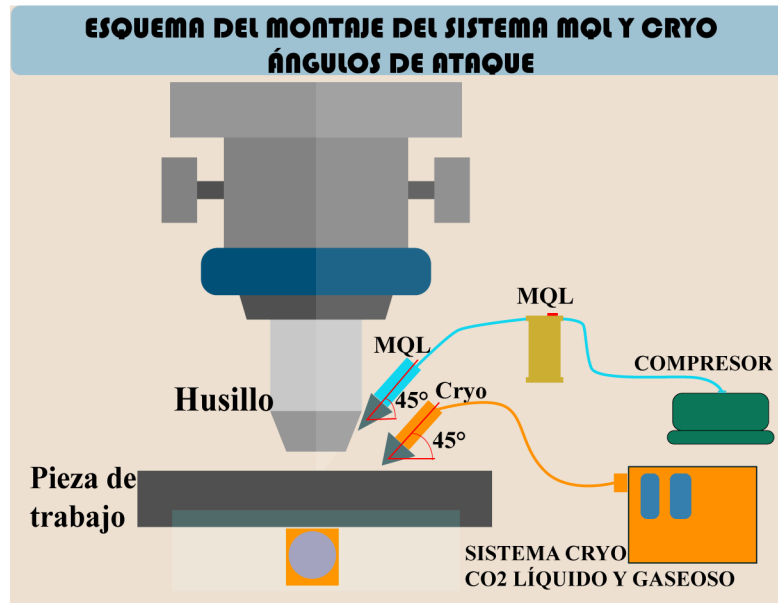 ESQUEMA DEL MONTAJE DEL SISTEMA MQL Y CRYO
ÁNGULOS DE ATAQUE
MQL
MQL
COMPRESOR
Husillo
45°
Cryo
45°
Pieza de
trabajo
SISTEMA CRYO
CO2 LÍQUIDO Y GASEOSO